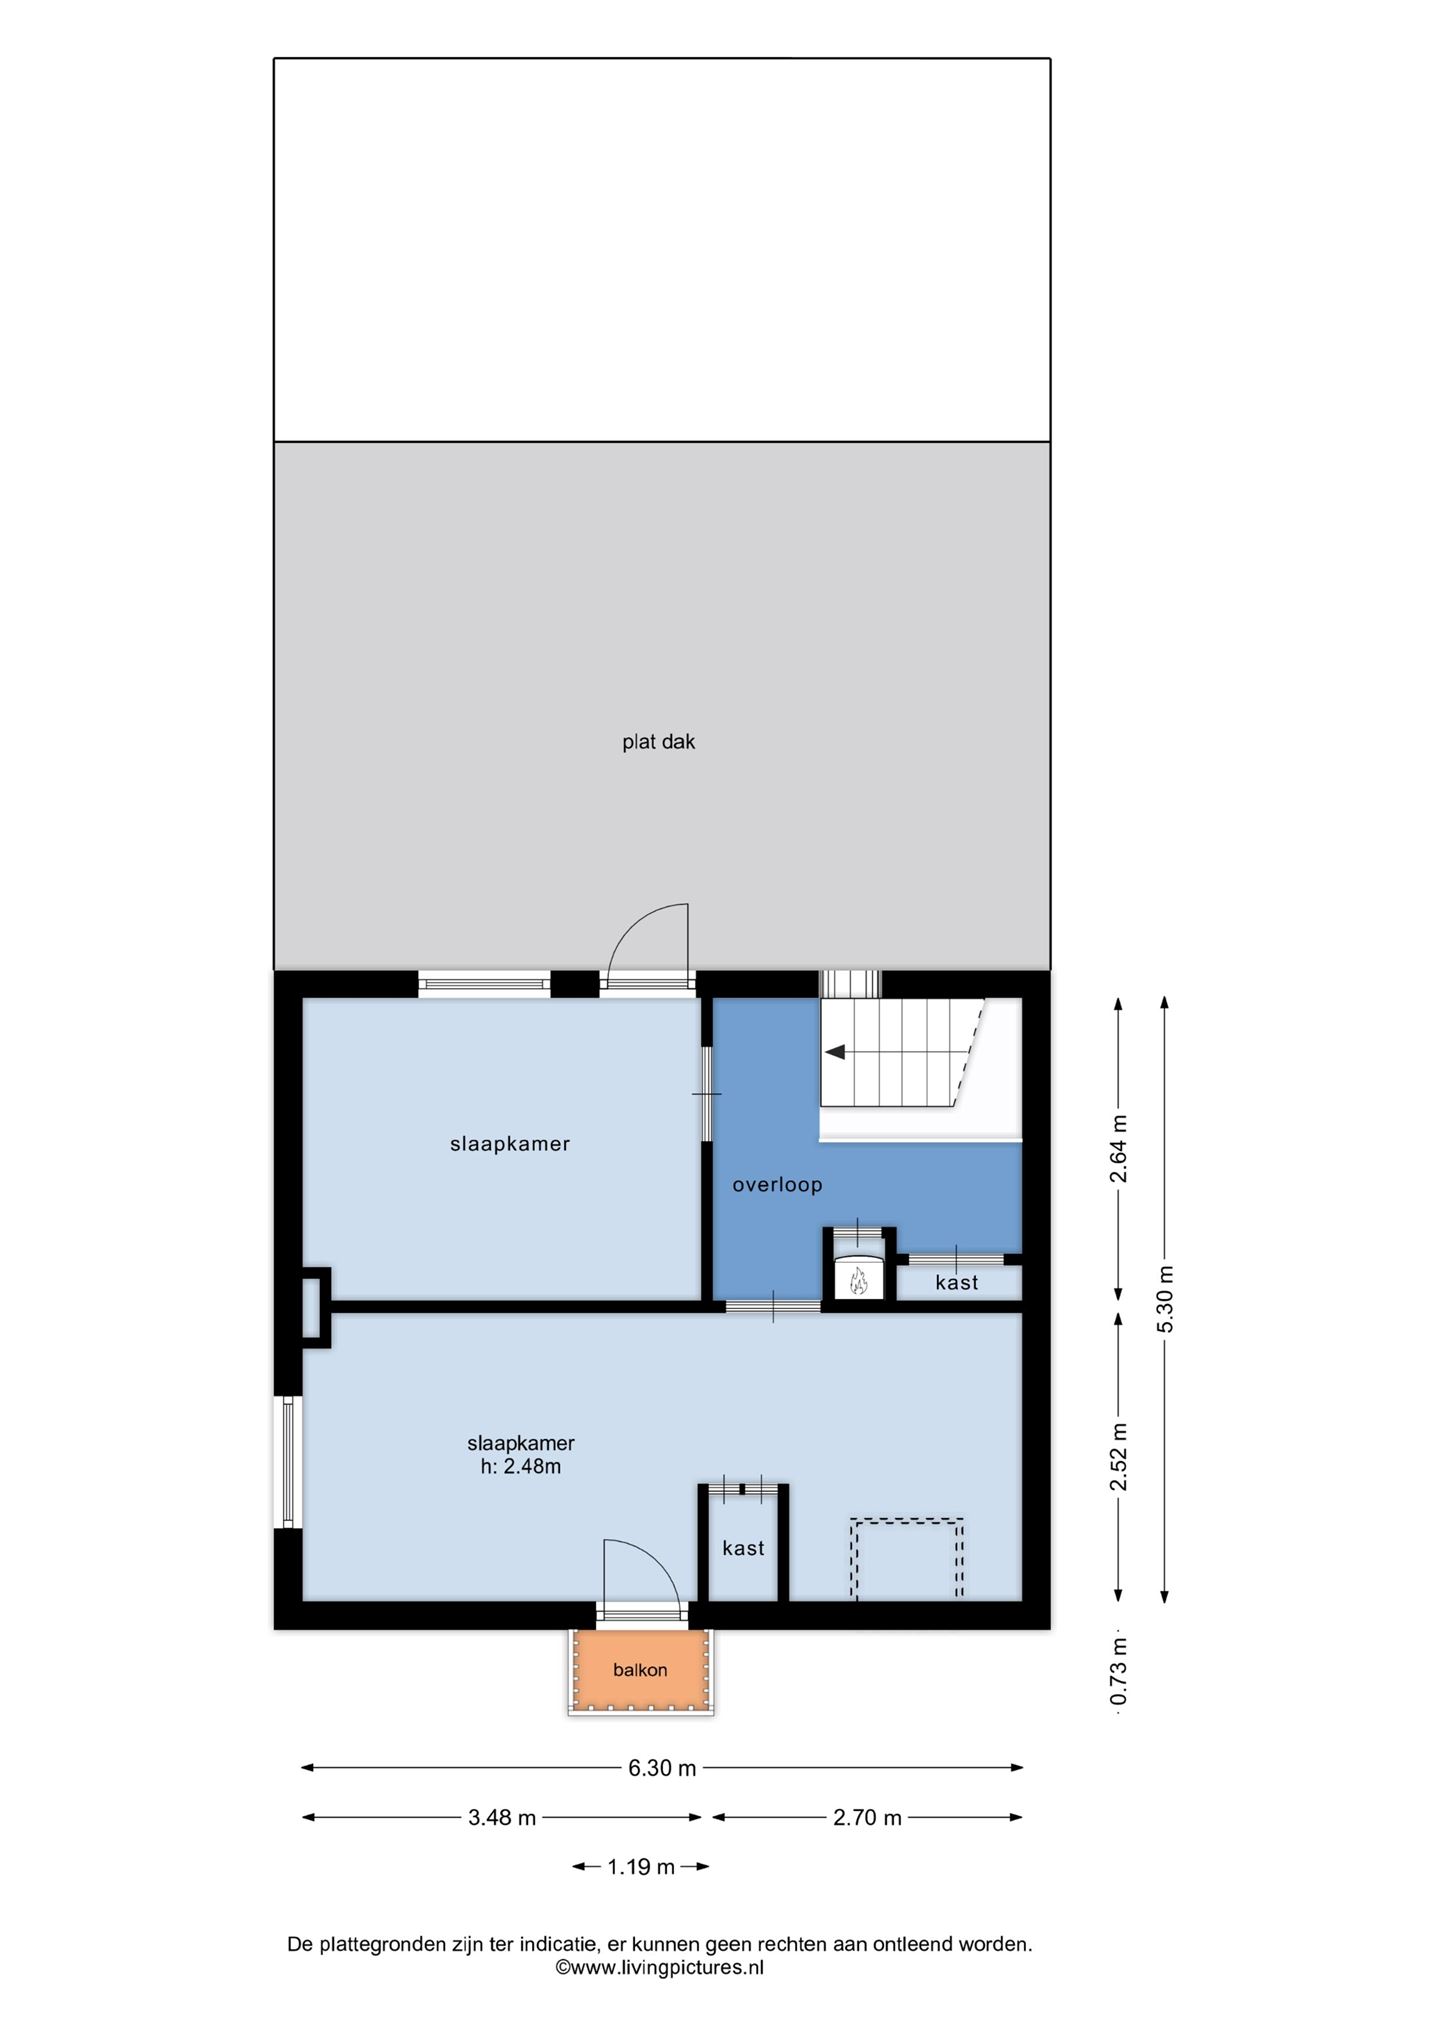 plat dak
slaapkamer
overloop
kast
slaapkamer
h: 2.48m
kast
balkon
2.64 m
5.30 m
2.52 m
0.73 m
6.30 m
3.48 m
2.70 m
1.19 m
De plattegronden zijn ter indicatie, er kunnen geen rechten aan ontleend worden.
©www.livingpictures.nl